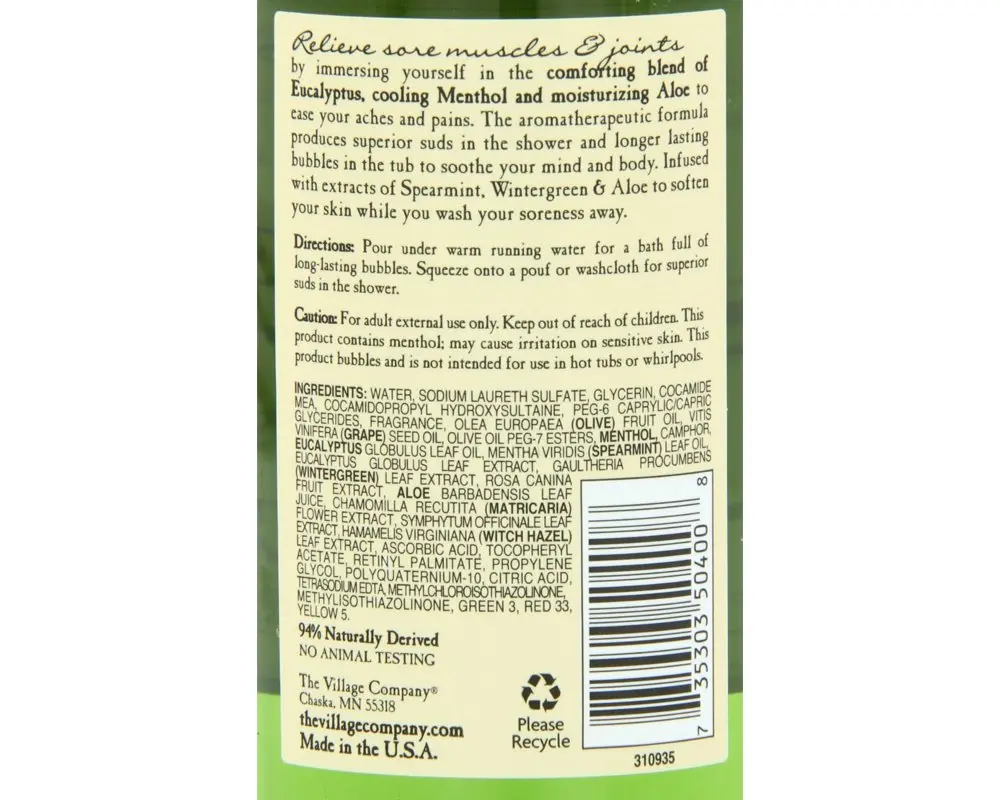 Relieve sore muscles & joints
by immersing yourself in the comforting blend of
Eucalyptus, cooling Menthol and moisturizing Aloe to
ease your aches and pains. The aromatherapeutic formula
produces superior suds in the shower and longer lasting
bubbles in the tub to soothe your mind and body. Infused
with extracts of Spearmint, Wintergreen & Aloe to soften
your skin while you wash your soreness away.
Directions: Pour under warm running water for a bath full of
long-lasting bubbles. Squeeze onto a pouf or washcloth for superior
suds in the shower.
Caution: For adult external use only. Keep out of reach of children. This
product contains menthol; may cause irritation on sensitive skin. This
product bubbles and is not intended for use in hot tubs or whirlpools.
INGREDIENTS: WATER, SODIUM LAURETH SULFATE, GLYCERIN, COCAMIDE
MEA, COCAMIDOPROPYL HYDROXYSULTAINE, PEG-6 CAPRYLIC/CAPRIC
GLYCERIDES, FRAGRANCE, OLEA EUROPAEA (OLIVE) FRUIT OIL, VITIS
VINIFERA (GRAPE) SEED OIL, OLIVE OIL PEG-7 ESTERS, MENTHOL, CAMPHOR,
EUCALYPTUS GLOBULUS LEAF OIL, MENTHA VIRIDIS (SPEARMINT) LEAF OIL,
EUCALYPTUS GLOBULUS LEAF EXTRACT, GAULTHERIA PROCUMBENS
(WINTERGREEN) LEAF EXTRACT, ROSA CANINA
FRUIT EXTRACT, ALOE BARBADENSIS LEAF
JUICE, CHAMOMILLA RECUTITA (MATRICARIA)
FLOWER EXTRACT, SYMPHYTUM OFFICINALE LEAF
EXTRACT, HAMAMELIS VIRGINIANA (WITCH HAZEL)
LEAF EXTRACT, ASCORBIC ACID, TOCOPHERYL
ACETATE, RETINYL PALMITATE, PROPYLENE
GLYCOL, POLYQUATERNIUM-10, CITRIC ACID,
TETRASODIUM EDTA, METHYLCHLOROISOTHIAZOLINONE,
METHYLISOTHIAZOLINONE, GREEN 3, RED 33,
YELLOW 5.
94% Naturally Derived
NO ANIMAL TESTING
The Village Company®
Chaska, MN 55318
thevillagecompany.com
Made in the U.S.A.
Please
Recycle
7 35303 50400 8
310935